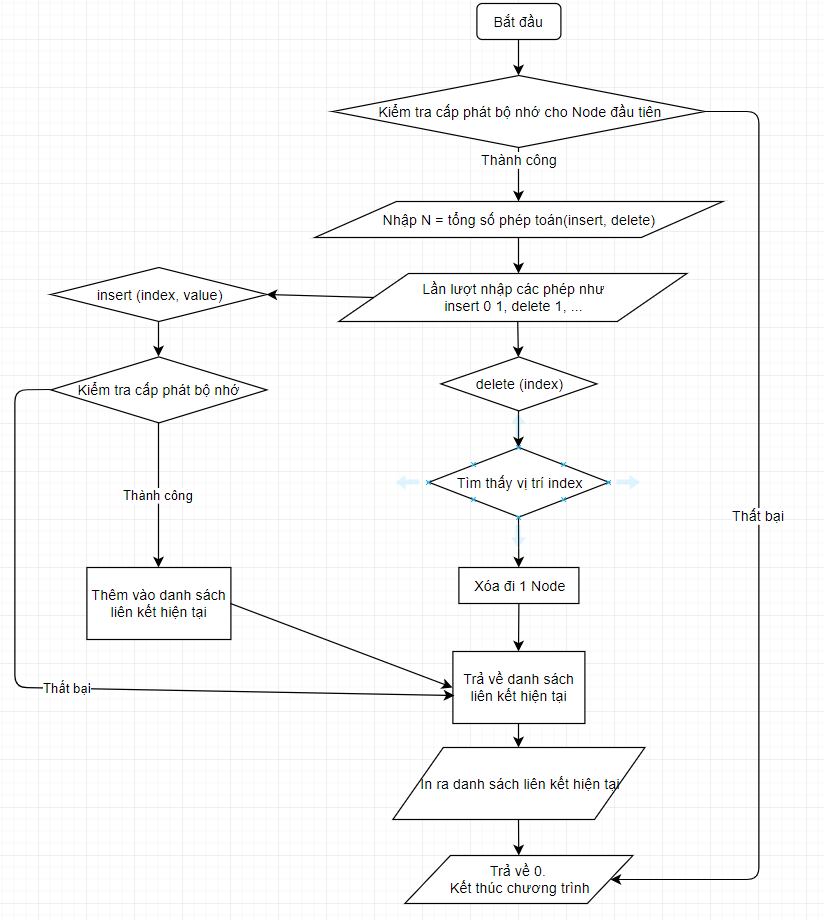 Bắt đầu
Kiểm tra cấp phát bộ nhớ cho Node đầu tiên
Thành công
Nhập N = tổng số phép toán(insert, delete)
Lần lượt nhập các phép như
insert 0 1, delete 1, ...
insert (index, value)
Kiểm tra cấp phát bộ nhớ
delete (index)
Tìm thấy vị trí index
Thành công
Thất bại
Xóa đi 1 Node
Thêm vào danh sách
liên kết hiện tại
Trả về danh sách
liên kết hiện tại
Thất bại
In ra danh sách liên kết hiện tại
Trả về 0.
Kết thúc chương trình